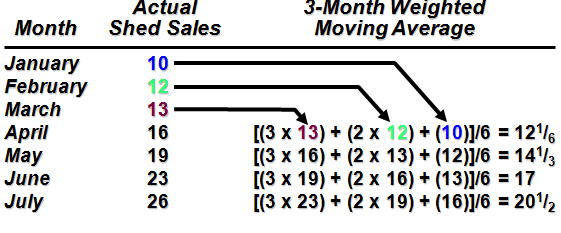 Actual 3-Month Weighted
Month Shed Sales Moving Average
January 10
February 12
March 13
April 16 [(3 x 13) + (2 x 12) + (10)]/6 = 12 1/6
May 19 [(3 x 16) + (2 x 13) + (12)]/6 = 14 1/3
June 23 [(3 x 19) + (2 x 16) + (13)]/6 = 17
July 26 [(3 x 23) + (2 x 19) + (16)]/6 = 20 1/2